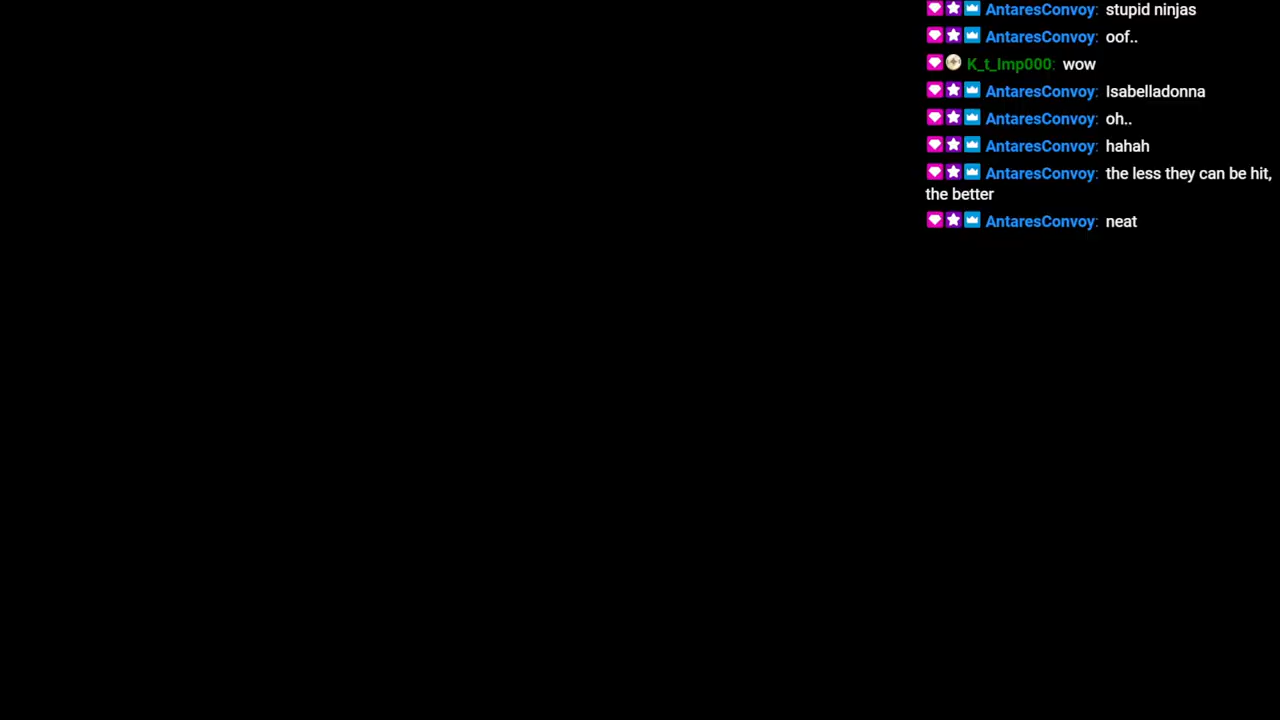 AntaresConvoy: stupid ninjas
AntaresConvoy: oof..
K_t_Imp000: wow
AntaresConvoy: Isabelladonna
AntaresConvoy: oh..
AntaresConvoy: hahah
AntaresConvoy: the less they can be hit,
the better
AntaresConvoy: neat